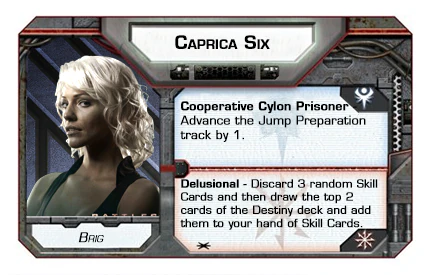 CAPRICA SIX
Cooperative Cylon Prisoner
Advance the Jump Preparation
track by 1.
Delusional - Discard 3 random Skill
Cards and then draw the top 2
cards of the Destiny deck and add
them to your hand of Skill Cards.
BRIG